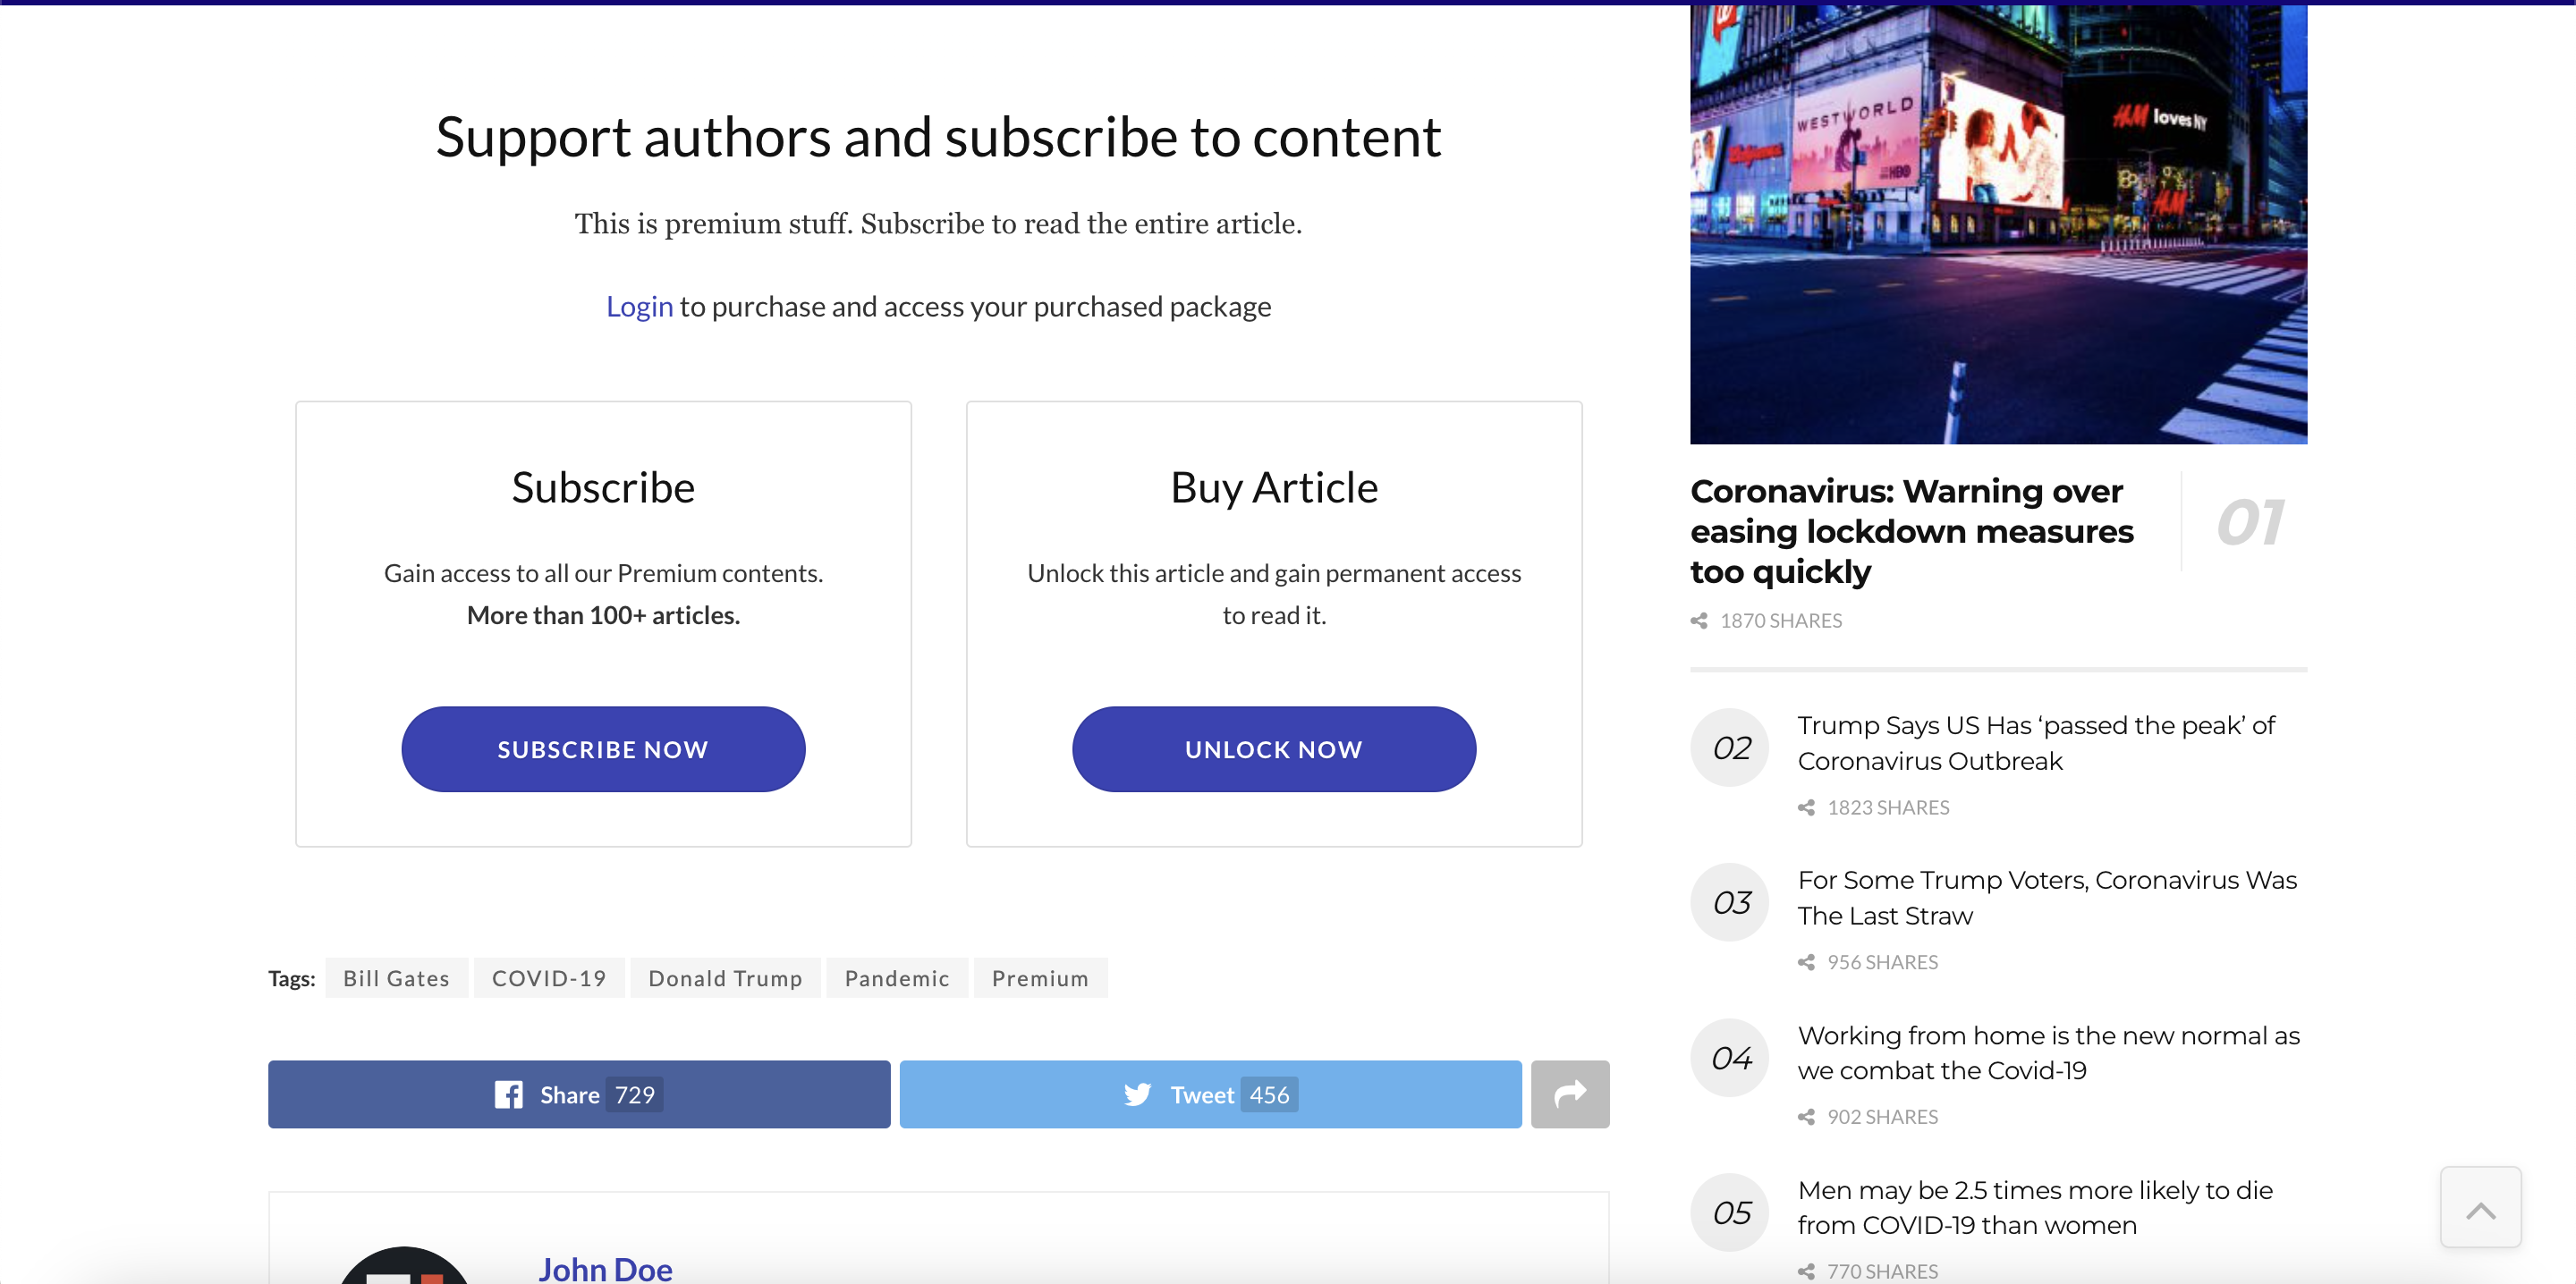 WESTWORLD
HBO
Walgreens
H&M loves NY
H&M
Support authors and subscribe to content
This is premium stuff. Subscribe to read the entire article.
Login to purchase and access your purchased package
Subscribe
Gain access to all our Premium contents.
More than 100+ articles.
SUBSCRIBE NOW
Buy Article
Unlock this article and gain permanent access
to read it.
UNLOCK NOW
Tags: Bill Gates COVID-19 Donald Trump Pandemic Premium
Share 729
Tweet 456
John Doe
Coronavirus: Warning over
easing lockdown measures
too quickly
01
1870 SHARES
02
Trump Says US Has ‘passed the peak’ of
Coronavirus Outbreak
1823 SHARES
03
For Some Trump Voters, Coronavirus Was
The Last Straw
956 SHARES
04
Working from home is the new normal as
we combat the Covid-19
902 SHARES
05
Men may be 2.5 times more likely to die
from COVID-19 than women
770 SHARES